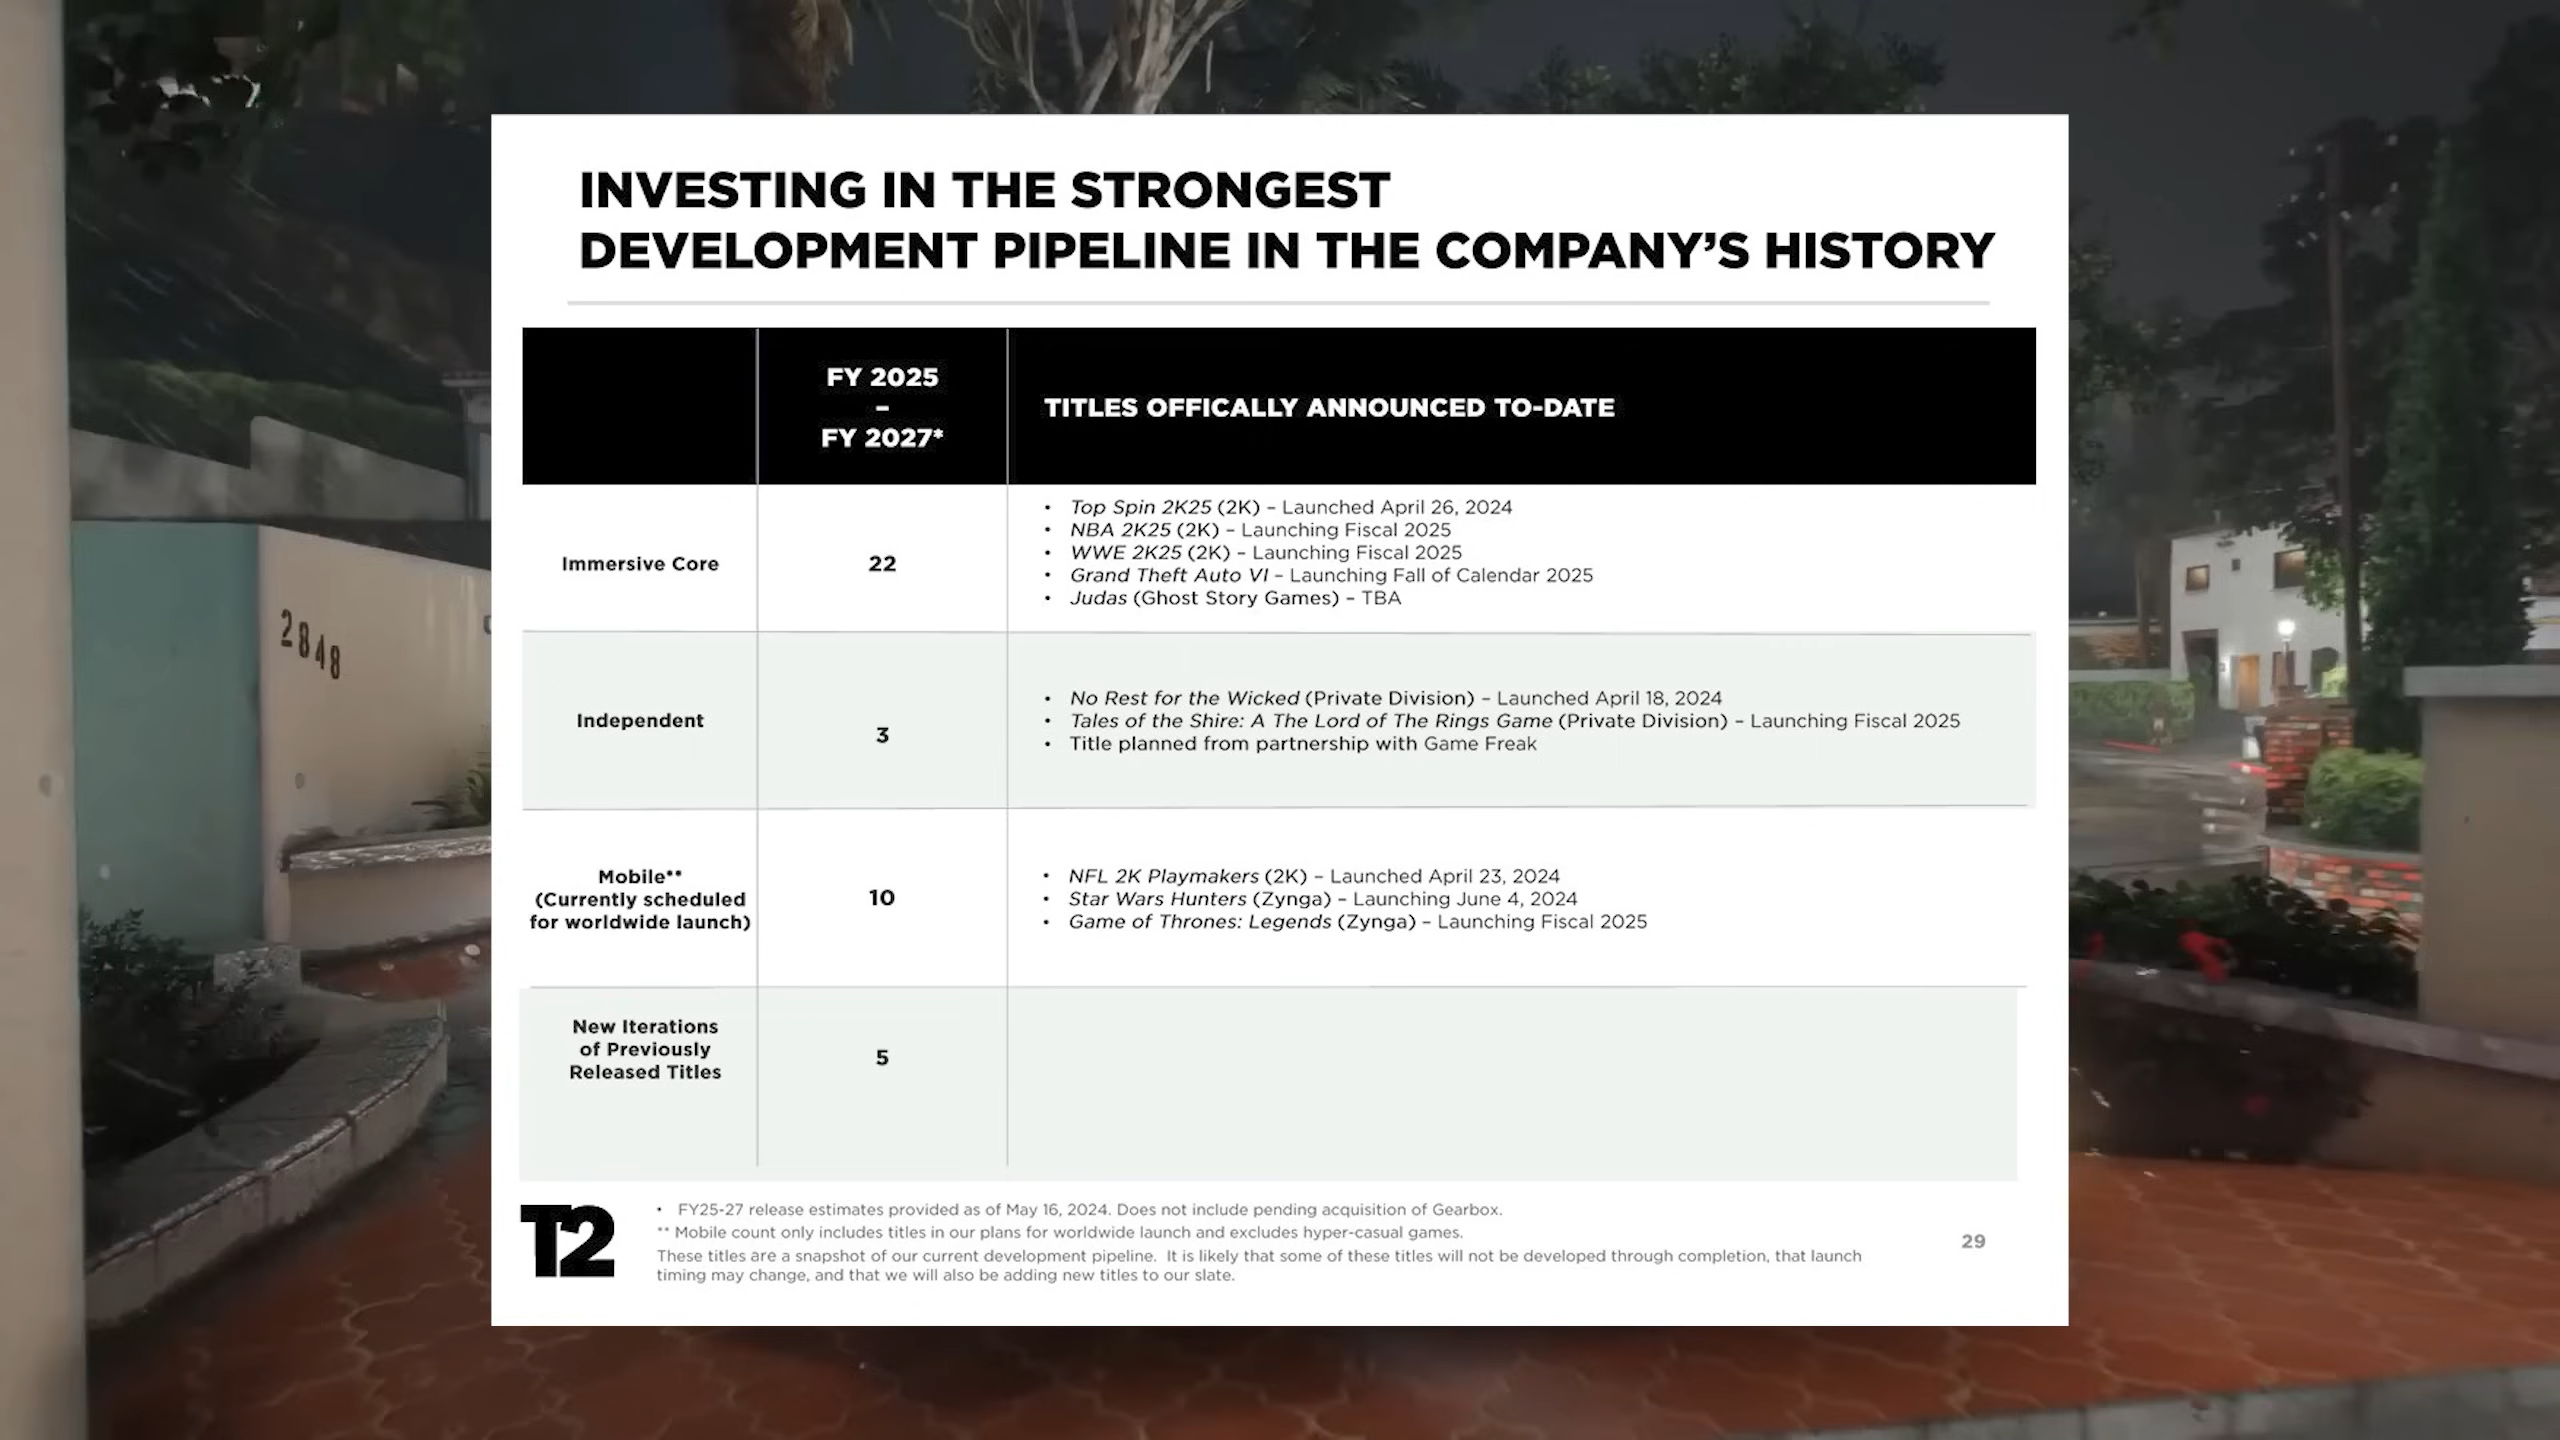 INVESTING IN THE STRONGEST
DEVELOPMENT PIPELINE IN THE COMPANY'S HISTORY
FY 2025
–
FY 2027*
TITLES OFFICALLY ANNOUNCED TO-DATE
Immersive Core
22
• Top Spin 2K25 (2K) – Launched April 26, 2024
• NBA 2K25 (2K) – Launching Fiscal 2025
• WWE 2K25 (2K) – Launching Fiscal 2025
• Grand Theft Auto VI – Launching Fall of Calendar 2025
• Judas (Ghost Story Games) – TBA
Independent
3
• No Rest for the Wicked (Private Division) – Launched April 18, 2024
• Tales of the Shire: A The Lord of The Rings Game (Private Division) – Launching Fiscal 2025
• Title planned from partnership with Game Freak
Mobile**
(Currently scheduled
for worldwide launch)
10
• NFL 2K Playmakers (2K) – Launched April 23, 2024
• Star Wars Hunters (Zynga) – Launching June 4, 2024
• Game of Thrones: Legends (Zynga) – Launching Fiscal 2025
New Iterations
of Previously
Released Titles
5
T2
• FY25-27 release estimates provided as of May 16, 2024. Does not include pending acquisition of Gearbox.
** Mobile count only includes titles in our plans for worldwide launch and excludes hyper-casual games.
These titles are a snapshot of our current development pipeline. It is likely that some of these titles will not be developed through completion, that launch
timing may change, and that we will also be adding new titles to our slate.
29
2848